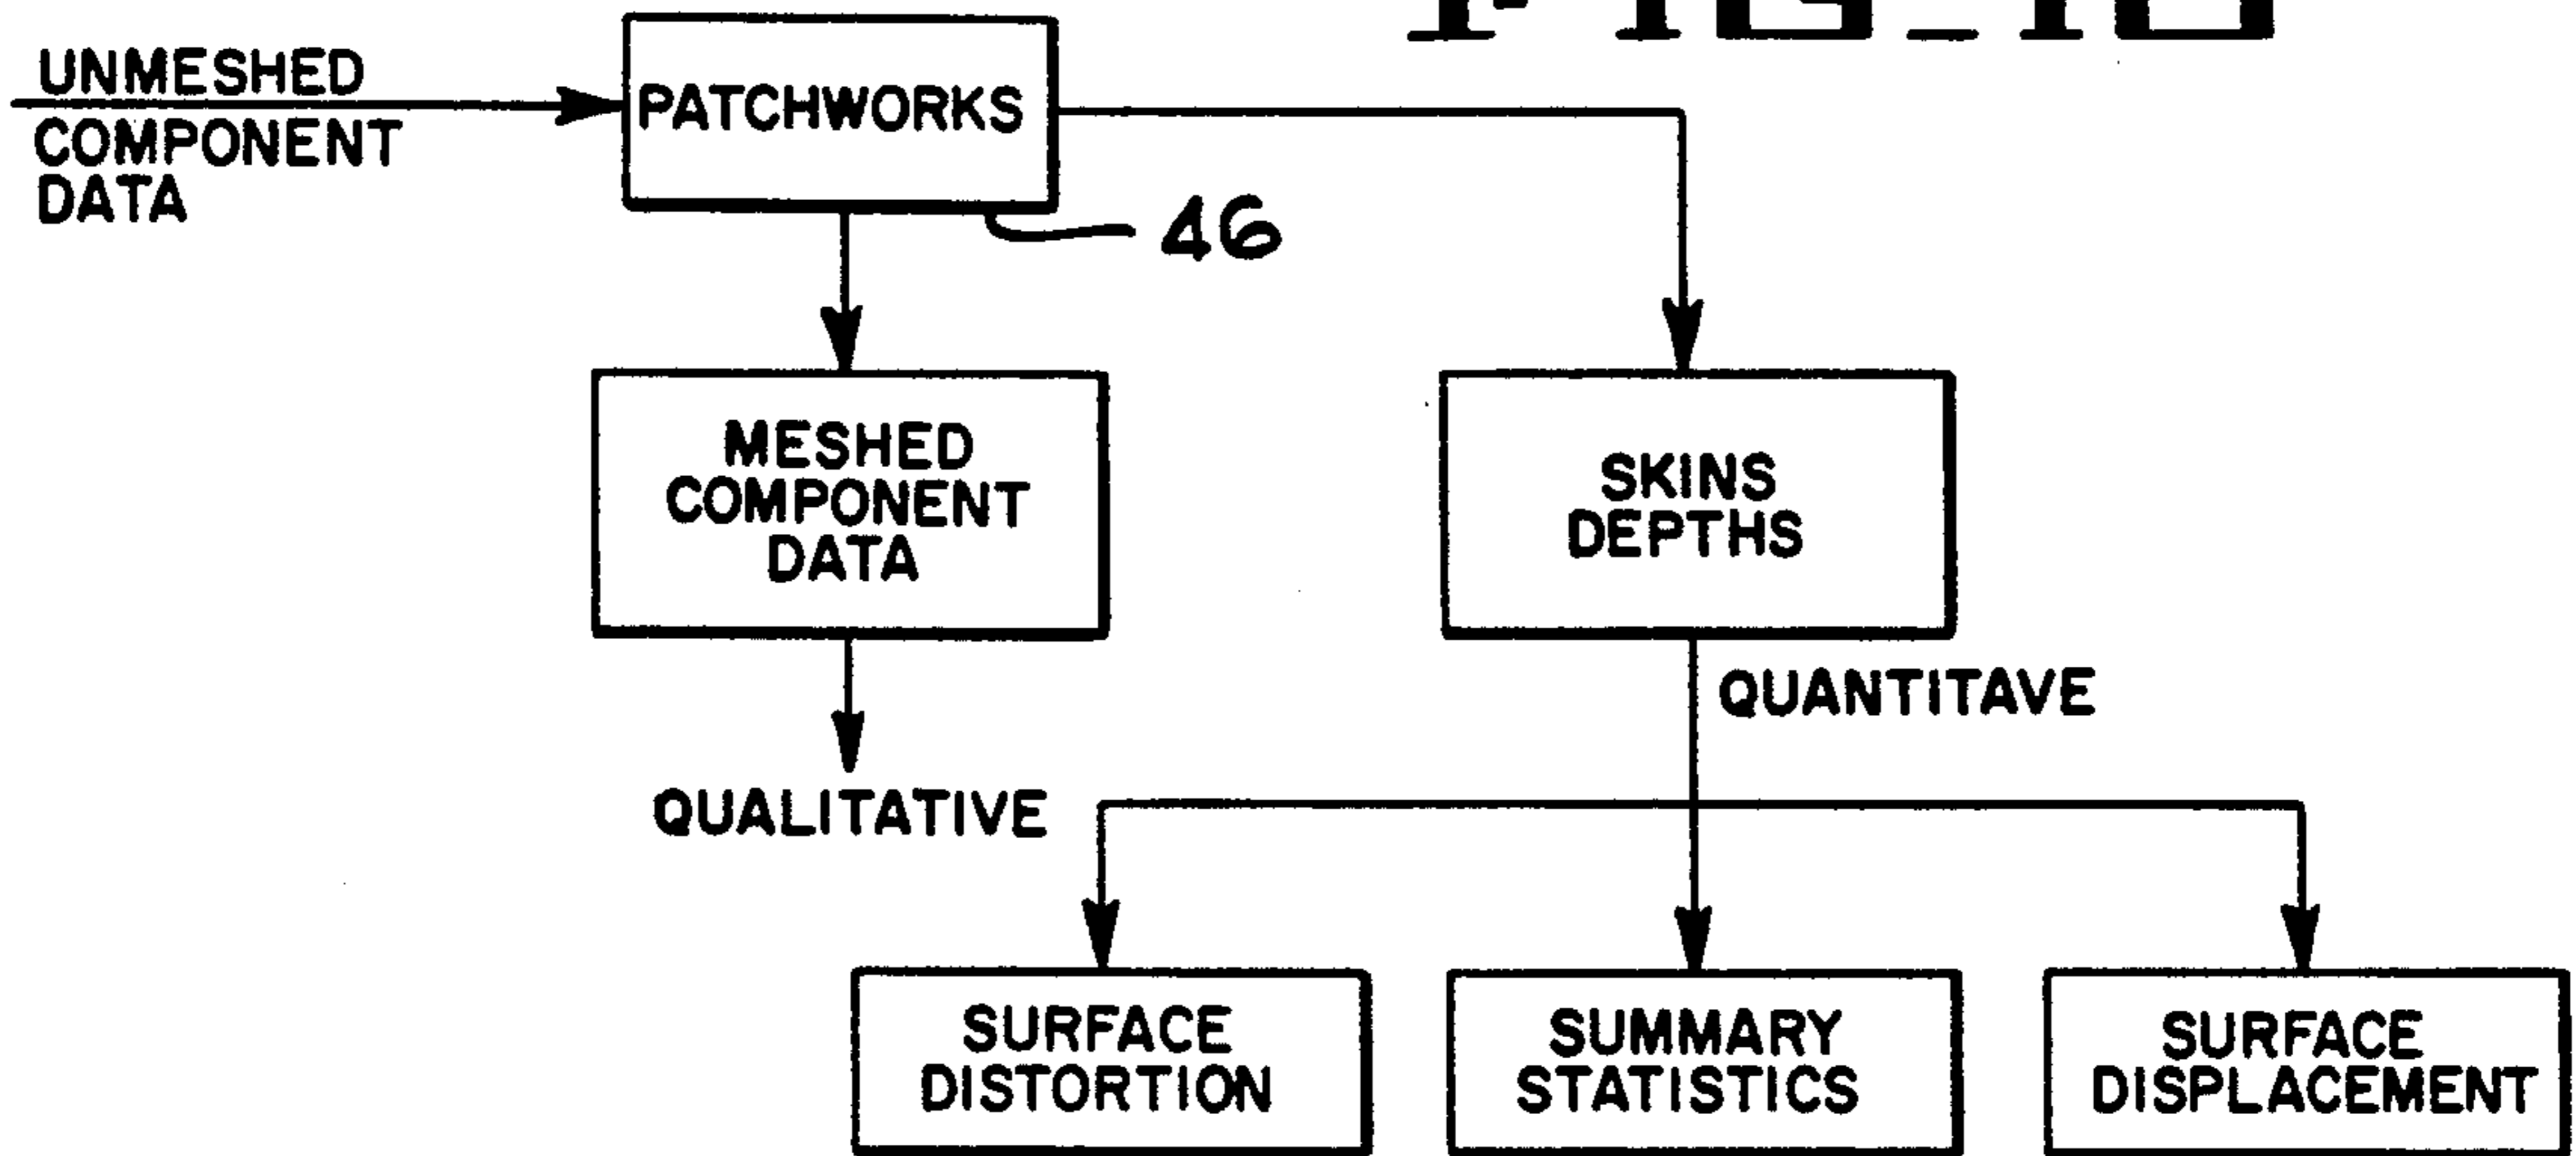 UNMESHED
COMPONENT
DATA
PATCHWORKS
46
MESHED
COMPONENT
DATA
SKINS
DEPTHS
QUANTITAVE
QUALITATIVE
SURFACE
DISTORTION
SUMMARY
STATISTICS
SURFACE
DISPLACEMENT